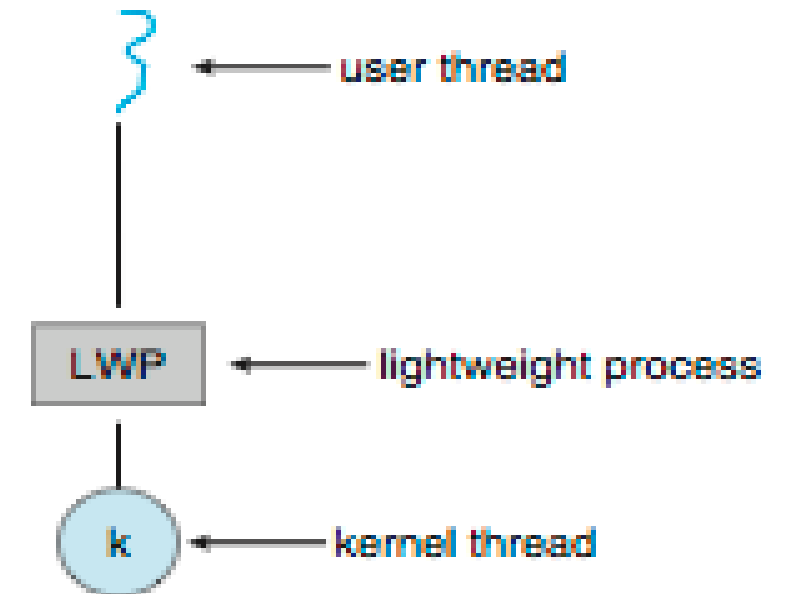 user thread
LWP
lightweight process
k
kernel thread